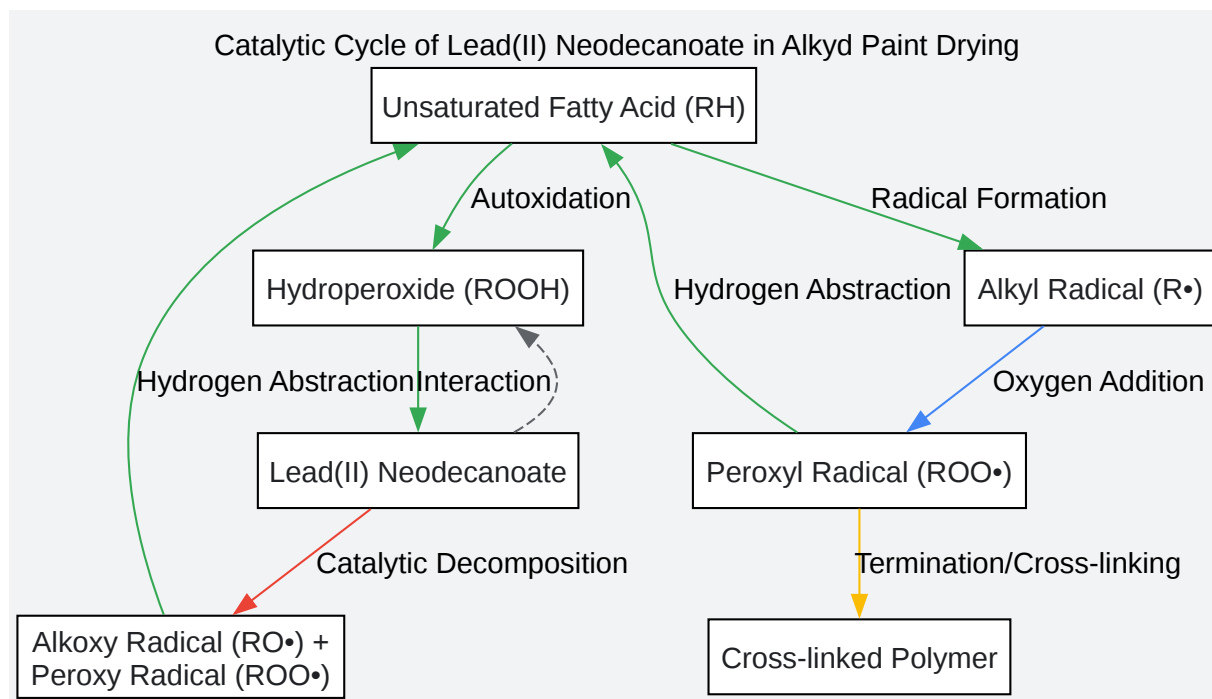 Catalytic Cycle of Lead(II) Neodecanoate in Alkyd Paint Drying
Unsaturated Fatty Acid (RH)
Autoxidation
Radical Formation
Hydroperoxide (ROOH)
Hydrogen Abstraction
Alkyl Radical (R•)
Hydrogen Abstraction
Interaction
Oxygen Addition
Lead(II) Neodecanoate
Peroxyl Radical (ROO•)
Catalytic Decomposition
Termination/Cross-linking
Alkoxy Radical (RO•) +
Peroxy Radical (ROO•)
Cross-linked Polymer